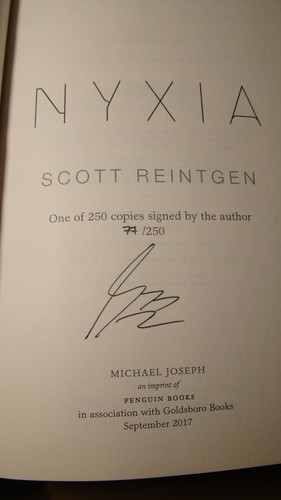 NYXIA
SCOTT REINTGEN
One of 250 copies signed by the author
77 /250
MICHAEL JOSEPH
an imprint of
PENGUIN BOOKS
in association with Goldsboro Books
September 2017